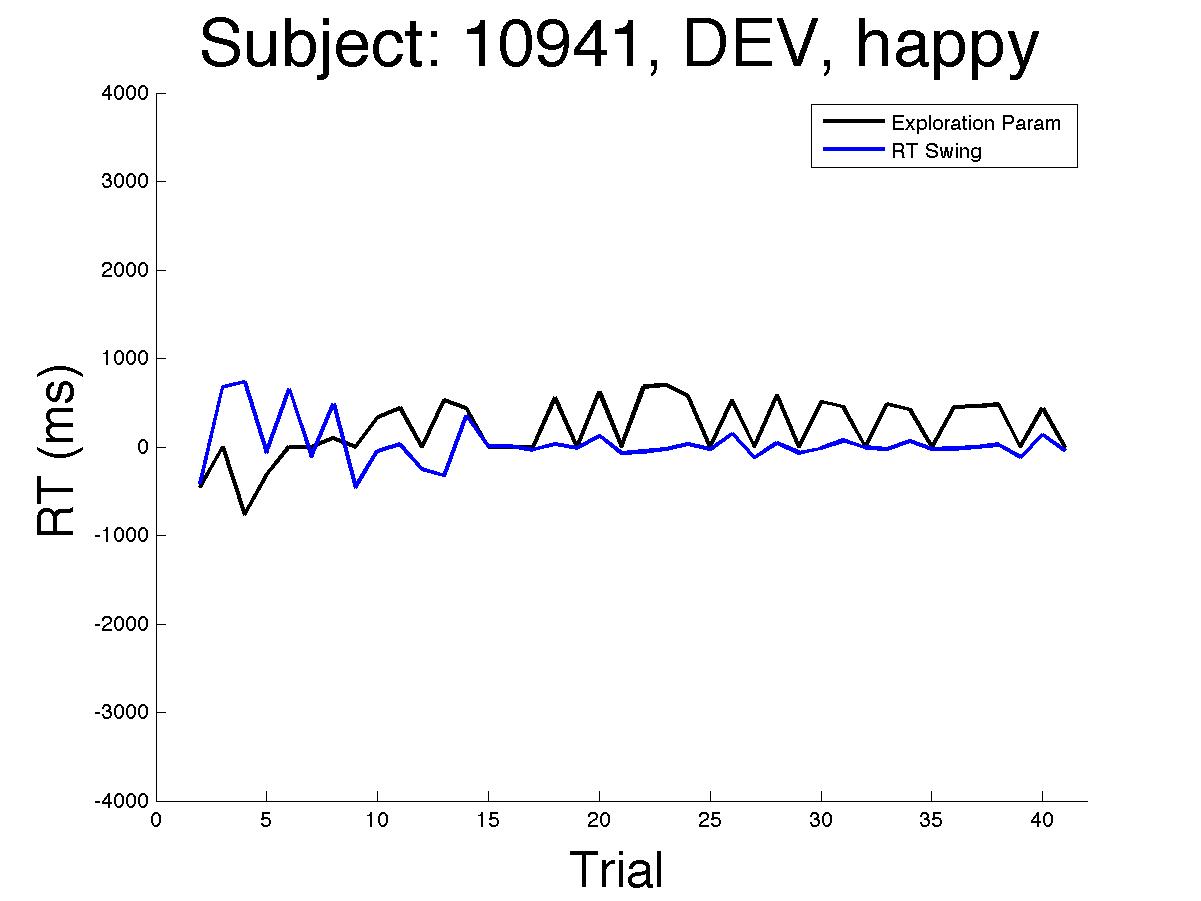 Subject: 10941, DEV, happy
4000
3000
2000
1000
0
-1000
-2000
-3000
-4000
RT (ms)
Exploration Param
RT Swing
0 5 10 15 20 25 30 35 40
Trial